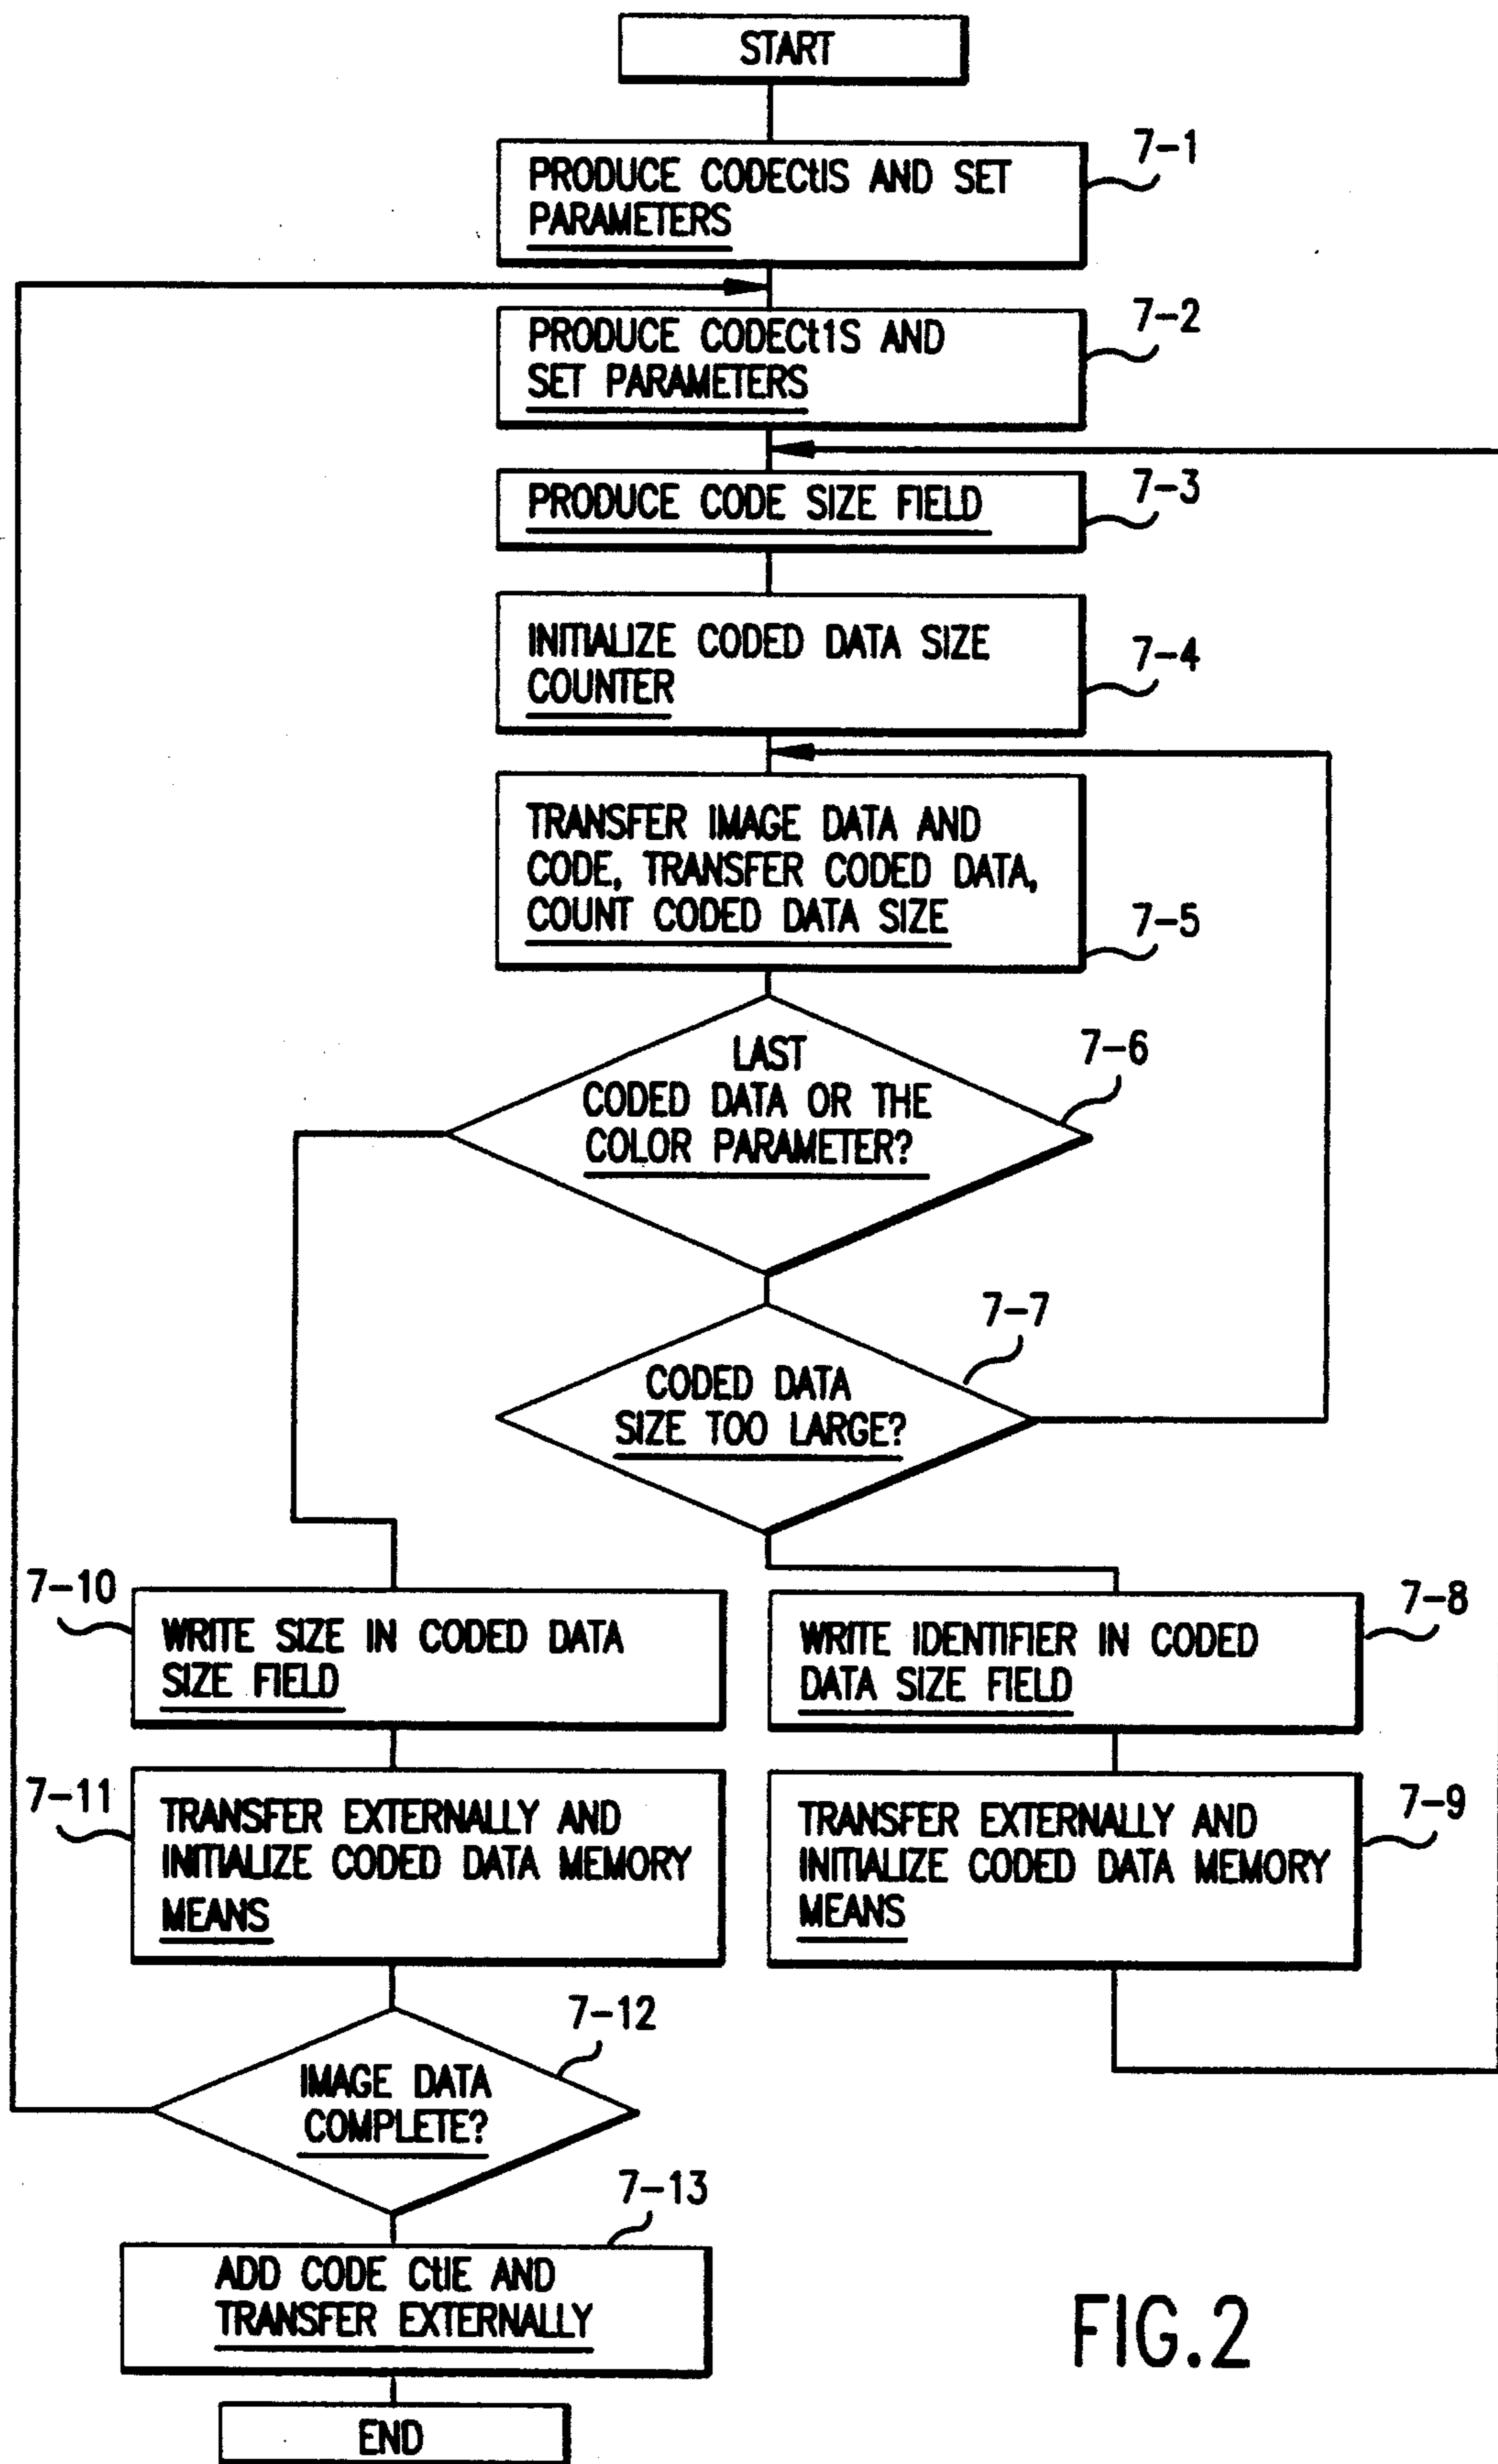 START
7-1
PRODUCE CODECtlS AND SET
PARAMETERS
7-2
PRODUCE CODECt1S AND
SET PARAMETERS
7-3
PRODUCE CODE SIZE FIELD
INITIALIZE CODED DATA SIZE
COUNTER
7-4
TRANSFER IMAGE DATA AND
CODE, TRANSFER CODED DATA,
COUNT CODED DATA SIZE
7-5
LAST
CODED DATA OR THE
COLOR PARAMETER?
7-6
7-7
CODED DATA
SIZE TOO LARGE?
7-10
WRITE SIZE IN CODED DATA
SIZE FIELD
7-8
WRITE IDENTIFIER IN CODED
DATA SIZE FIELD
7-11
TRANSFER EXTERNALLY AND
INITIALIZE CODED DATA MEMORY
MEANS
7-9
TRANSFER EXTERNALLY AND
INITIALIZE CODED DATA MEMORY
MEANS
7-12
IMAGE DATA
COMPLETE?
7-13
ADD CODE CtlE AND
TRANSFER EXTERNALLY
END
FIG.2